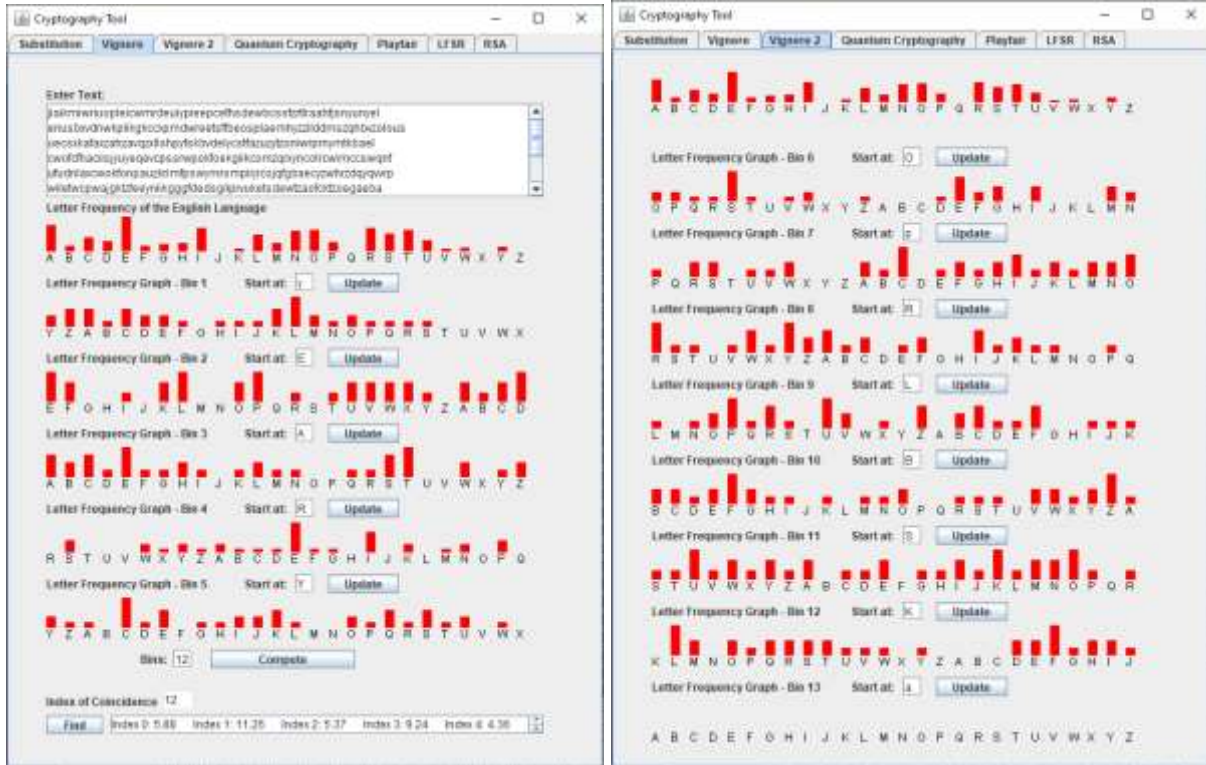 Cryptography Tool
Substitution Vignere Vignere 2 Quantum Cryptography Playfair LFSR RSA
Enter Text:
Letter Frequency of the English Language
A B C D E F G H I J K L M N O P Q R S T U V W X Y Z
Letter Frequency Graph - Bin 1 Start at: Update
Y Z A B C D E F G H I J K L M N O P Q R S T U V W X
Letter Frequency Graph - Bin 2 Start at: E Update
E F G H I J K L M N O P Q R S T U V W X Y Z A B C D
Letter Frequency Graph - Bin 3 Start at: A Update
A B C D E F G H I J K L M N O P Q R S T U V W X Y Z
Letter Frequency Graph - Bin 4 Start at: R Update
R S T U V W X Y Z A B C D E F G H I J K L M N O P Q
Letter Frequency Graph - Bin 5 Start at: Y Update
Y Z A B C D E F G H I J K L M N O P Q R S T U V W X
Bins: 12 Compute
Index of Coincidence 12
Find Index 0: 5.88 Index 1: 11.25 Index 2: 5.37 Index 3: 9.24 Index 4: 4.36
Cryptography Tool
Substitution Vignere Vignere 2 Quantum Cryptography Playfair LFSR RSA
A B C D E F G H I J K L M N O P Q R S T U V W X Y Z
Letter Frequency Graph - Bin 6 Start at: O Update
O P Q R S T U V W X Y Z A B C D E F G H I J K L M N
Letter Frequency Graph - Bin 7 Start at: p Update
P Q R S T U V W X Y Z A B C D E F G H I J K L M N O
Letter Frequency Graph - Bin 8 Start at: R Update
R S T U V W X Y Z A B C D E F G H I J K L M N O P Q
Letter Frequency Graph - Bin 9 Start at: L Update
L M N O P Q R S T U V W X Y Z A B C D E F G H I J K
Letter Frequency Graph - Bin 10 Start at: B Update
B C D E F G H I J K L M N O P Q R S T U V W X Y Z A
Letter Frequency Graph - Bin 11 Start at: S Update
S T U V W X Y Z A B C D E F G H I J K L M N O P Q R
Letter Frequency Graph - Bin 12 Start at: K Update
K L M N O P Q R S T U V W X Y Z A B C D E F G H I J
Letter Frequency Graph - Bin 13 Start at: a Update
A B C D E F G H I J K L M N O P Q R S T U V W X Y Z